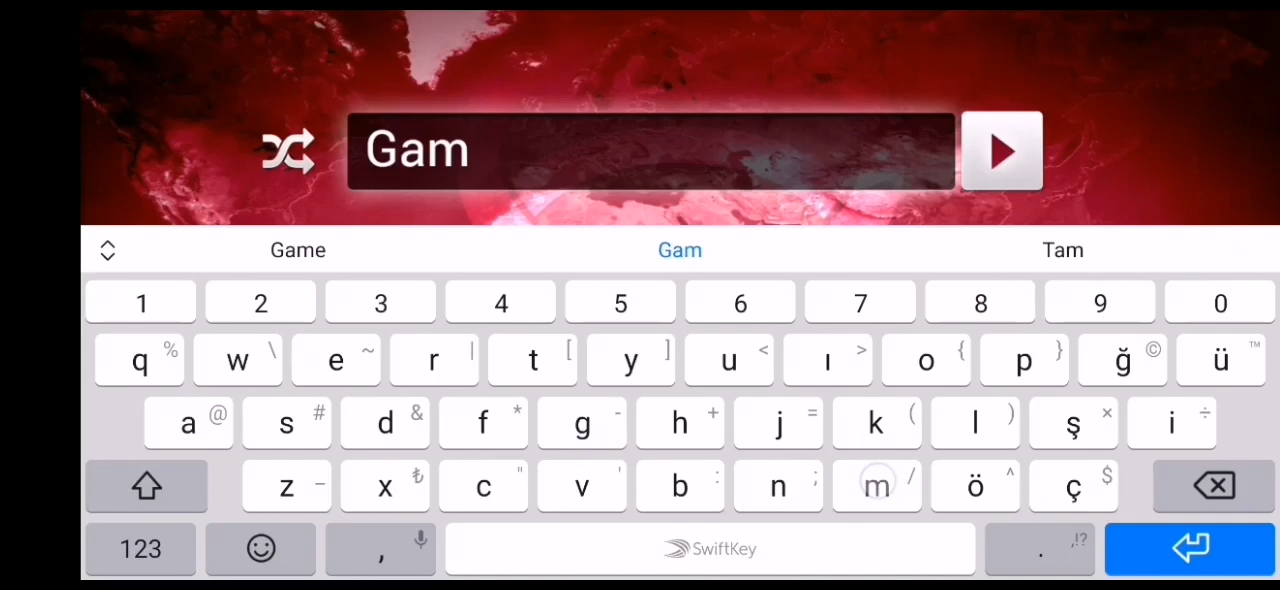 Gam
Game Gam Tam
1 2 3 4 5 6 7 8 9 0
q % w \ e ~ r | t [ y ] u < ı > o { p } ğ © ü ™
a @ s # d & f * g - h + j = k ( l ) ş × i ÷
z _ x ₺ c " v ' b : n ; m / ö ^ ç $
123 , SwiftKey . ,!?